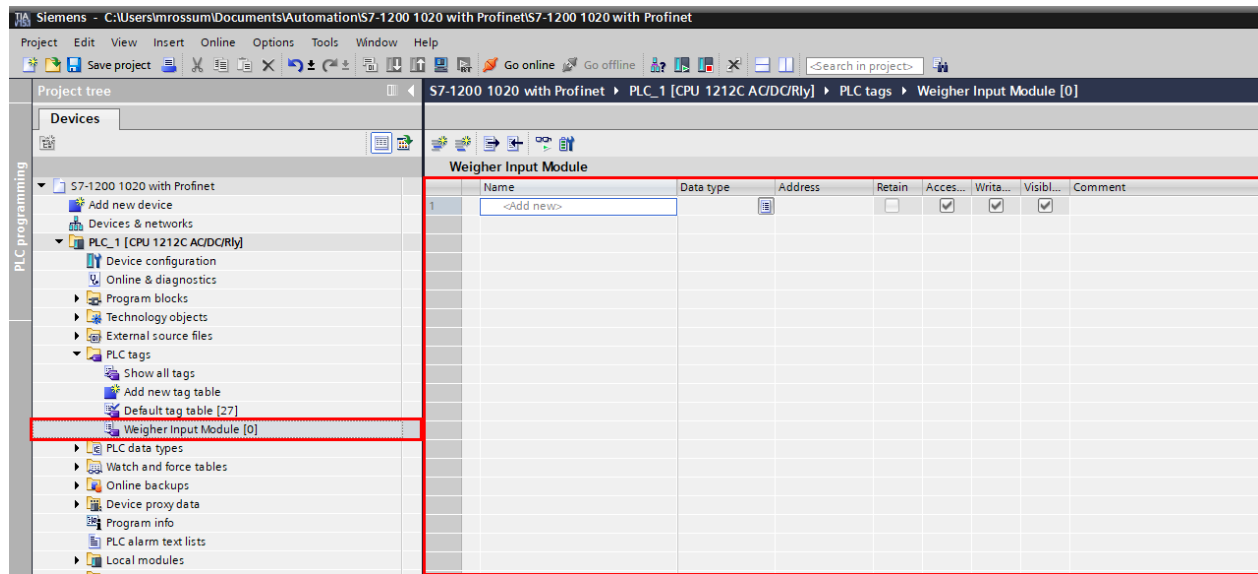 Siemens - C:\Users\mrossum\Documents\Automation\S7-1200 1020 with Profinet\S7-1200 1020 with Profinet
Project Edit View Insert Online Options Tools Window Help
Save project Go online Go offline <Search in project>
Project tree
S7-1200 1020 with Profinet PLC_1 [CPU 1212C AC/DC/Rly] PLC tags Weigher Input Module [0]
Devices
PLC programming
Weigher Input Module
Name Data type Address Retain Acces... Writa... Visibl... Comment
1 <Add new>
S7-1200 1020 with Profinet
Add new device
Devices & networks
PLC_1 [CPU 1212C AC/DC/Rly]
Device configuration
Online & diagnostics
Program blocks
Technology objects
External source files
PLC tags
Show all tags
Add new tag table
Default tag table [27]
Weigher Input Module [0]
PLC data types
Watch and force tables
Online backups
Device proxy data
Program info
PLC alarm text lists
Local modules